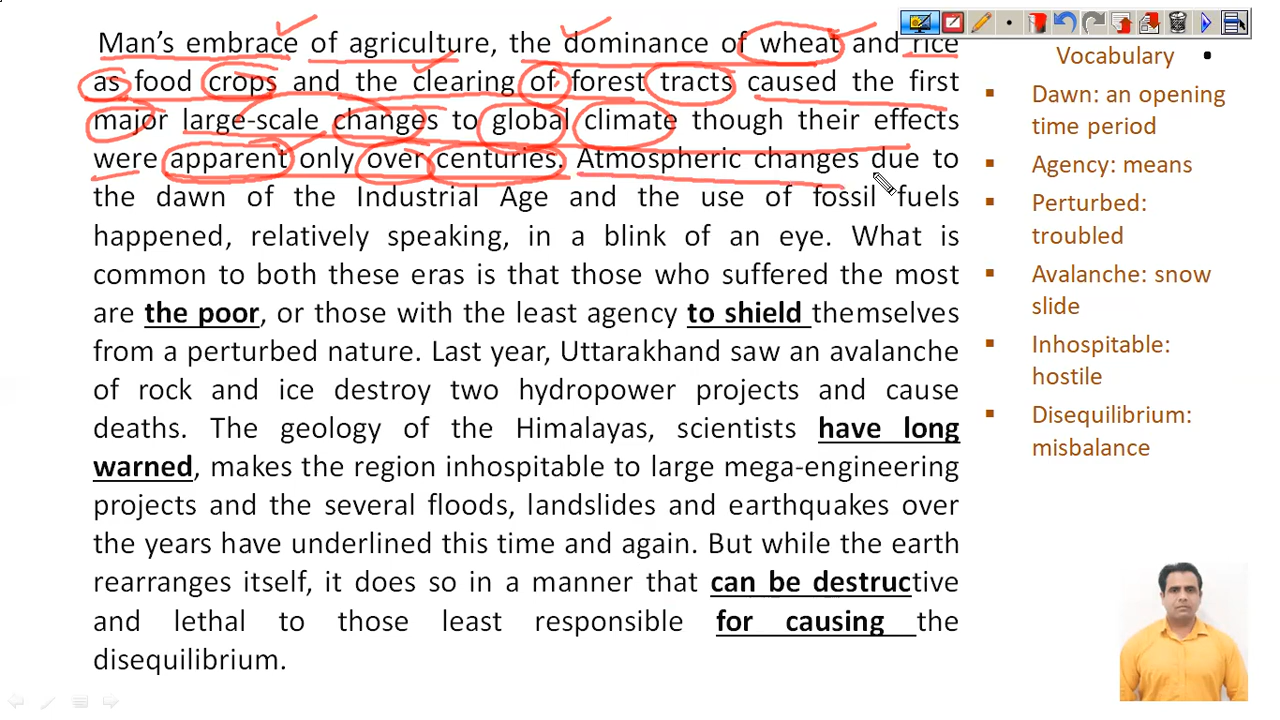 Man's embrace of agriculture, the dominance of wheat and rice
as food crops and the clearing of forest tracts caused the first
major large-scale changes to global climate though their effects
were apparent only over centuries. Atmospheric changes due to
the dawn of the Industrial Age and the use of fossil fuels
happened, relatively speaking, in a blink of an eye. What is
common to both these eras is that those who suffered the most
are the poor, or those with the least agency to shield themselves
from a perturbed nature. Last year, Uttarakhand saw an avalanche
of rock and ice destroy two hydropower projects and cause
deaths. The geology of the Himalayas, scientists have long
warned, makes the region inhospitable to large mega-engineering
projects and the several floods, landslides and earthquakes over
the years have underlined this time and again. But while the earth
rearranges itself, it does so in a manner that can be destructive
and lethal to those least responsible for causing the
disequilibrium.
Vocabulary
Dawn: an opening
time period
Agency: means
Perturbed:
troubled
Avalanche: snow
slide
Inhospitable:
hostile
Disequilibrium:
misbalance